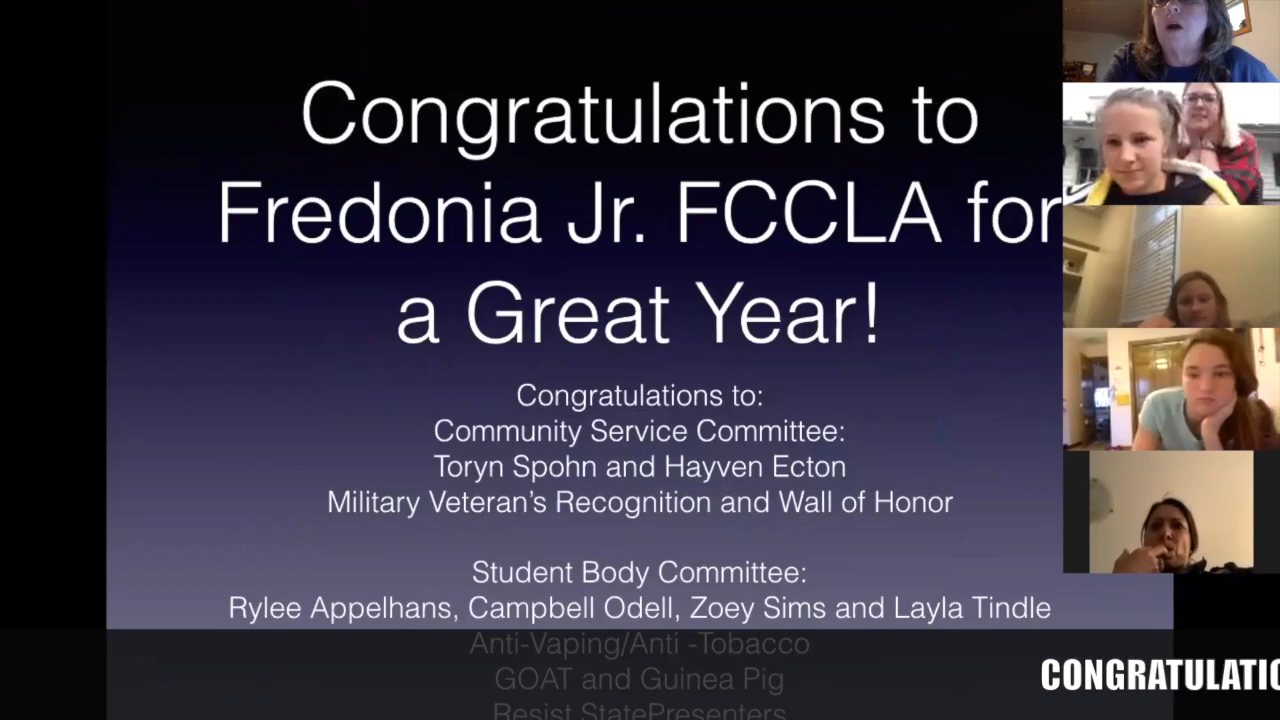 Congratulations to
Fredonia Jr. FCCLA for
a Great Year!
Congratulations to:
Community Service Committee:
Toryn Spohn and Hayven Ecton
Military Veteran's Recognition and Wall of Honor
Student Body Committee:
Rylee Appelhans, Campbell Odell, Zoey Sims and Layla Tindle
Anti-Vaping/Anti -Tobacco
GOAT and Guinea Pig
Resist StatePresenters
CONGRATULATIO